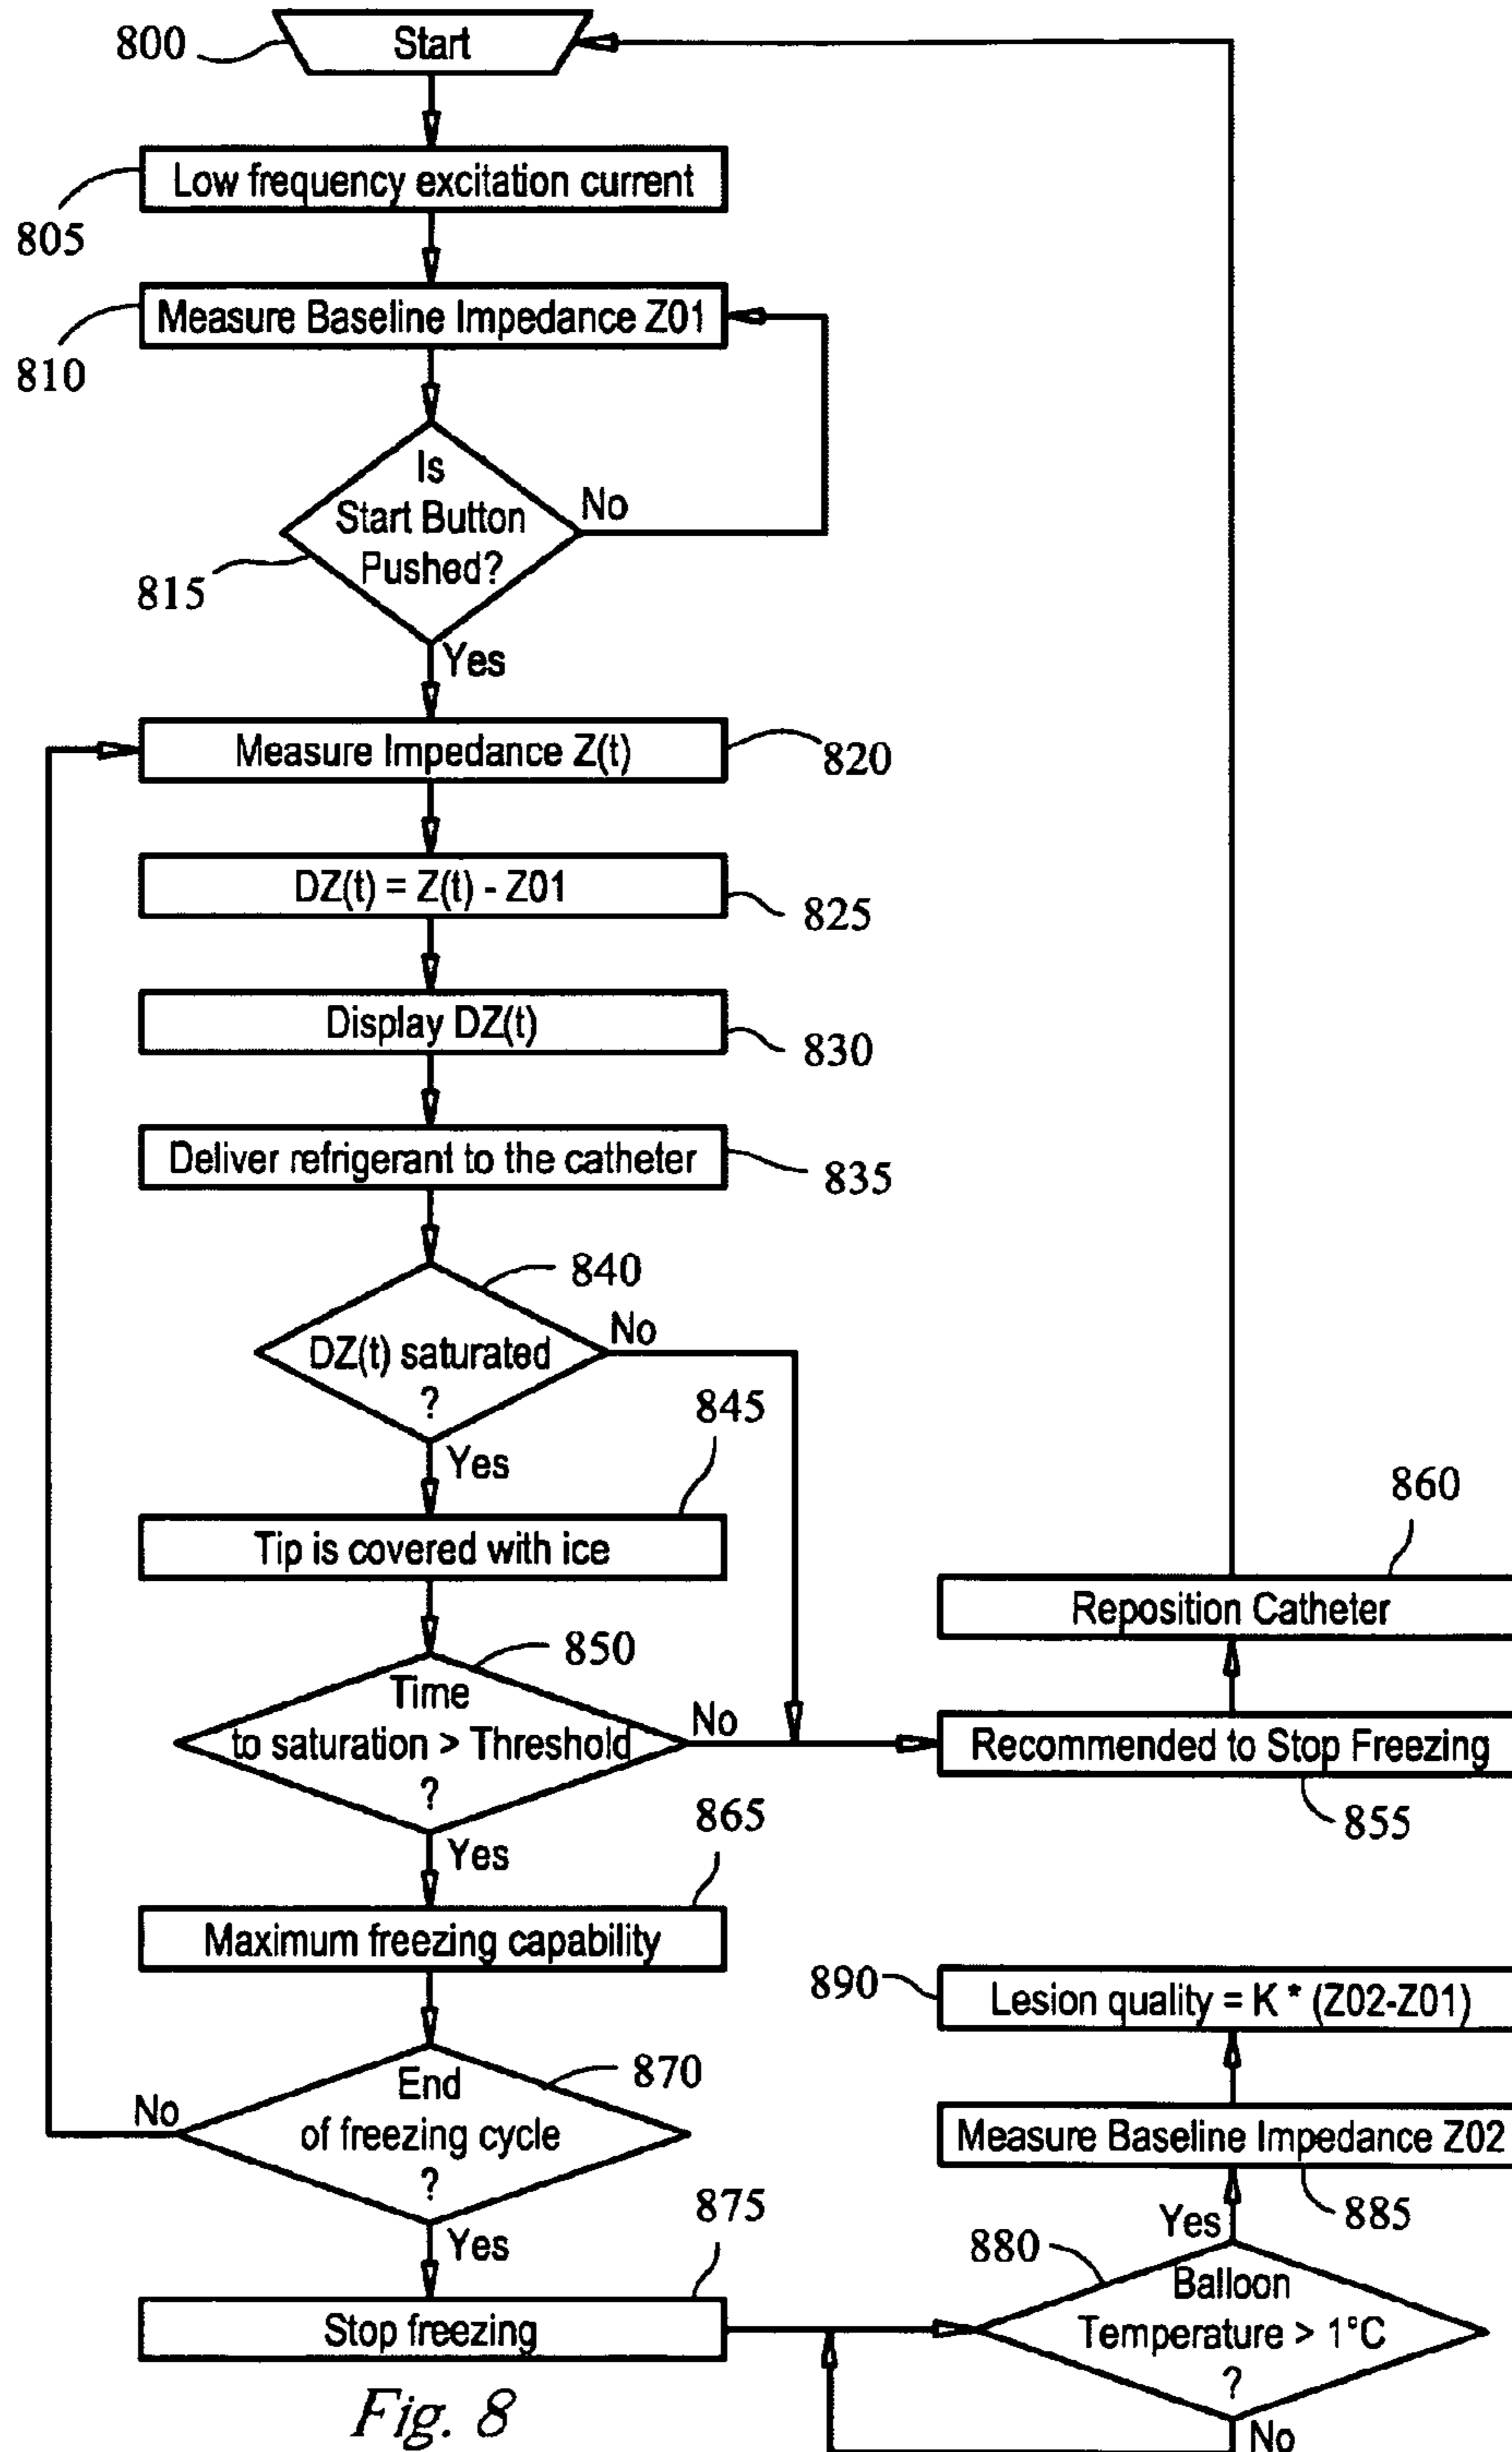 800
Start
Low frequency excitation current
805
Measure Baseline Impedance Z01
810
Is
Start Button
Pushed?
No
815
Yes
Measure Impedance Z(t)
820
DZ(t) = Z(t) - Z01
825
Display DZ(t)
830
Deliver refrigerant to the catheter
835
840
DZ(t) saturated
?
No
Yes
845
Tip is covered with ice
850
Time
to saturation > Threshold
?
No
Yes
860
Reposition Catheter
Recommended to Stop Freezing
855
865
Maximum freezing capability
870
End
of freezing cycle
?
No
Yes
875
Stop freezing
890
Lesion quality = K * (Z02-Z01)
Measure Baseline Impedance Z02
885
Yes
880
Balloon
Temperature > 1°C
?
No
Fig. 8